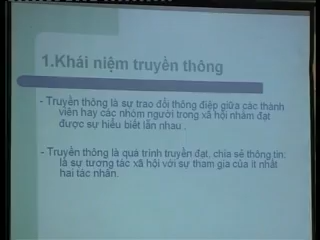 1.Khái niệm truyền thông
- Truyền thông là sự trao đổi thông điệp giữa các thành
viên hay các nhóm người trong xã hội nhằm đạt
được sự hiểu biết lẫn nhau .
- Truyền thông là quá trình truyền đạt, chia sẻ thông tin;
là sự tương tác xã hội với sự tham gia của ít nhất
hai tác nhân.